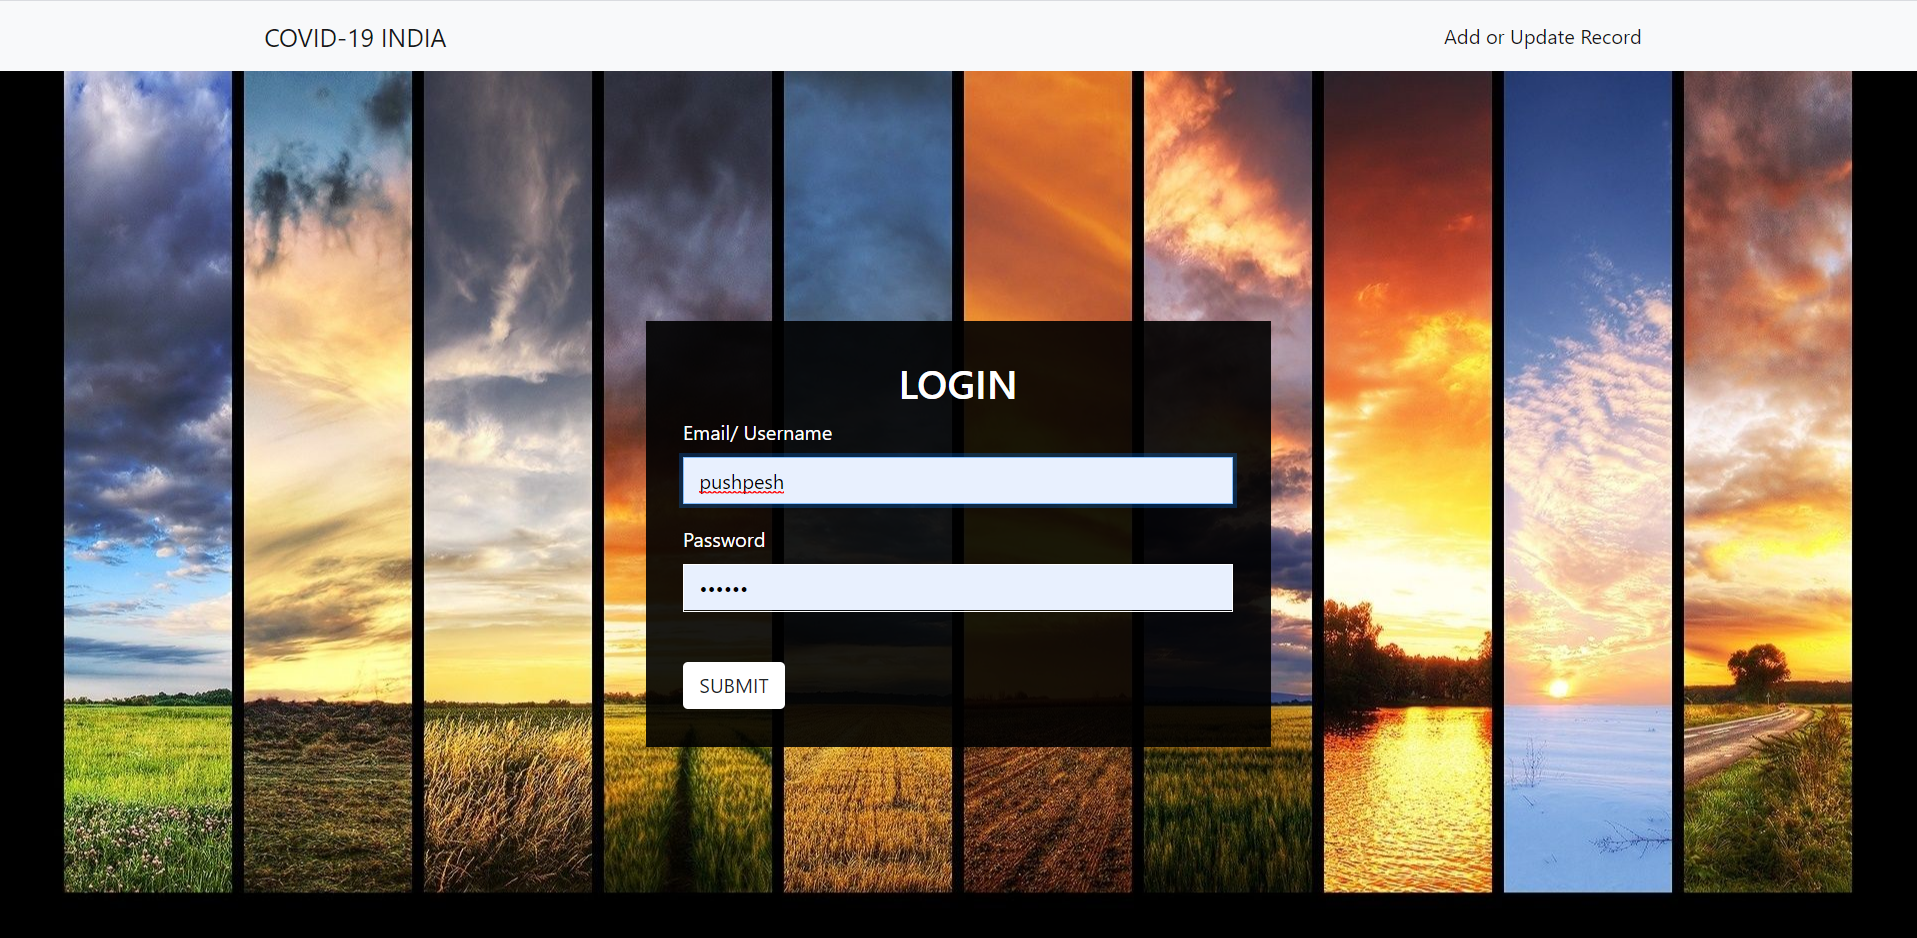 COVID-19 INDIA
Add or Update Record
LOGIN
Email/ Username
pushpesh
Password
••••••
SUBMIT